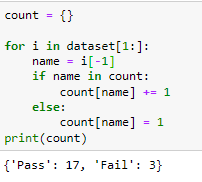 count = {}
for i in dataset[1:]:
    name = i[-1]
    if name in count:
        count[name] += 1
    else:
        count[name] = 1
print(count)
{'Pass': 17, 'Fail': 3}